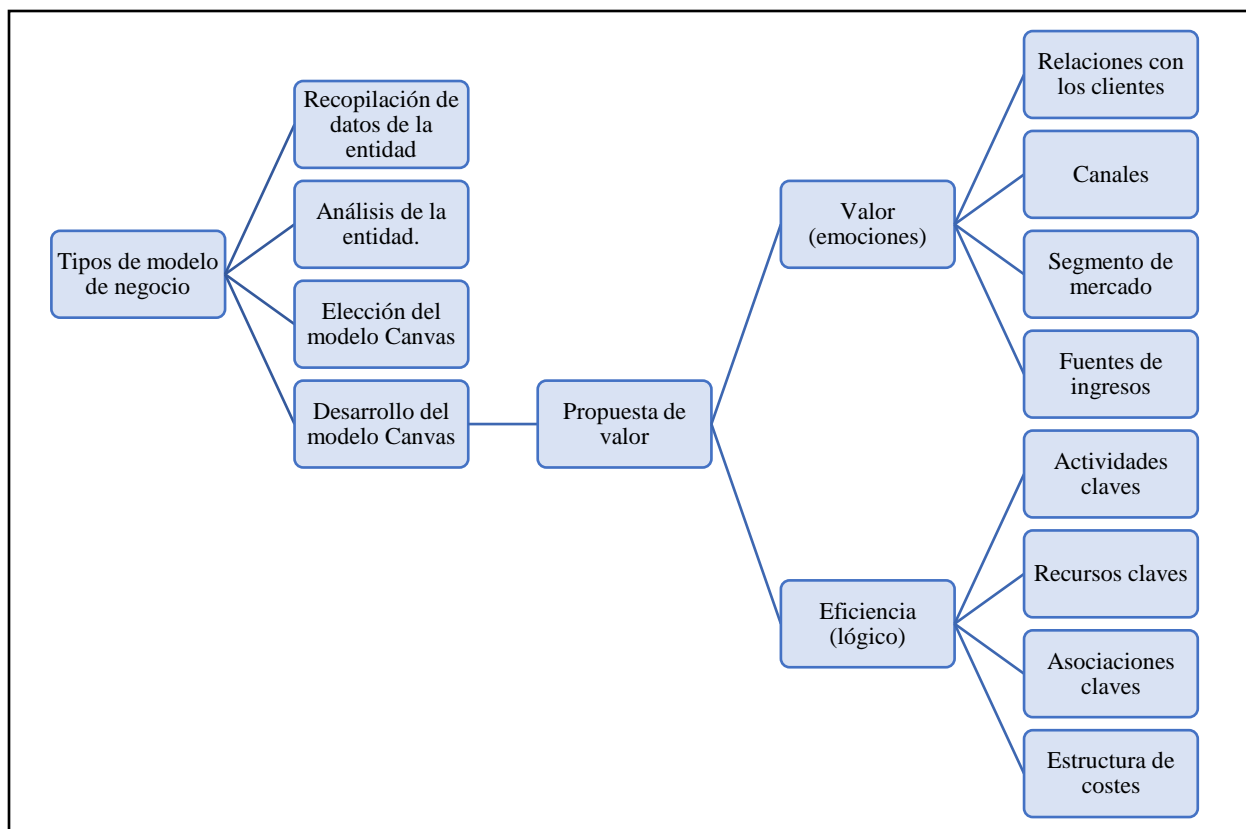 Tipos de modelo
de negocio
Recopilación de
datos de la
entidad
Análisis de la
entidad.
Elección del
modelo Canvas
Desarrollo del
modelo Canvas
Propuesta de
valor
Valor
(emociones)
Relaciones con
los clientes
Canales
Segmento de
mercado
Fuentes de
ingresos
Eficiencia
(lógico)
Actividades
claves
Recursos claves
Asociaciones
claves
Estructura de
costes